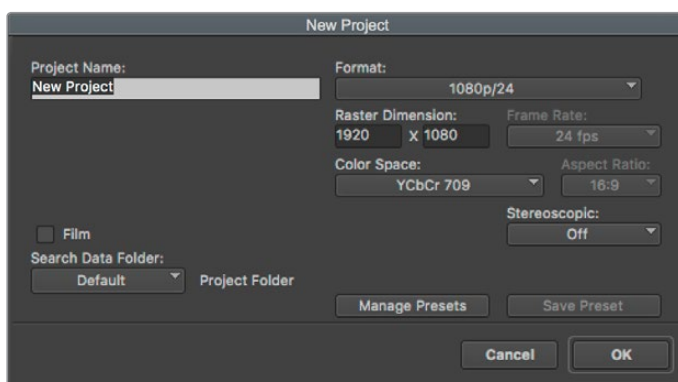 New Project
Project Name:
New Project
Format:
1080p/24
Raster Dimension:
Frame Rate:
1920 x 1080
24 fps
Color Space:
Aspect Ratio:
YCbCr 709
16:9
Stereoscopic:
Off
Film
Search Data Folder:
Default
Project Folder
Manage Presets
Save Preset
Cancel
OK